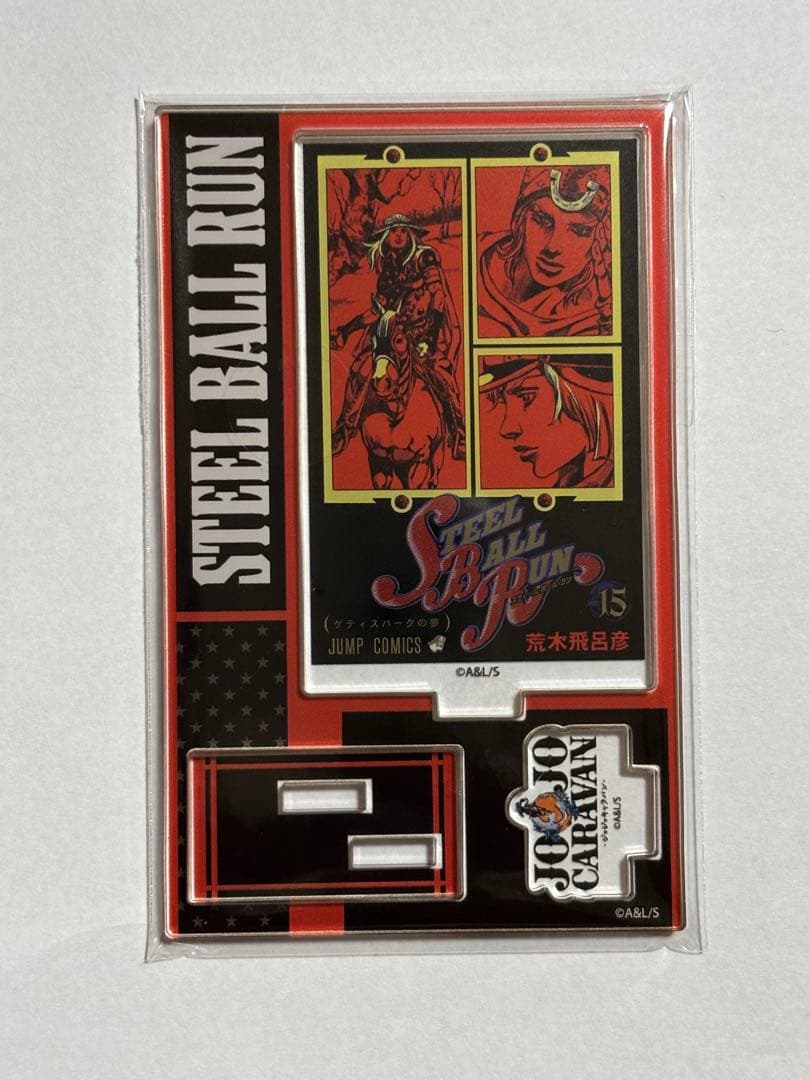 STEEL BALL RUN
STEEL
BALL
RUN
スティール・ボール・ラン
15
(ゲティスバーグの夢)
JUMP COMICS
荒木飛呂彦
©A&L/S
JOJO
CARAVAN
-ジョジョキャラバン-
©A&L/S
©A&L/S